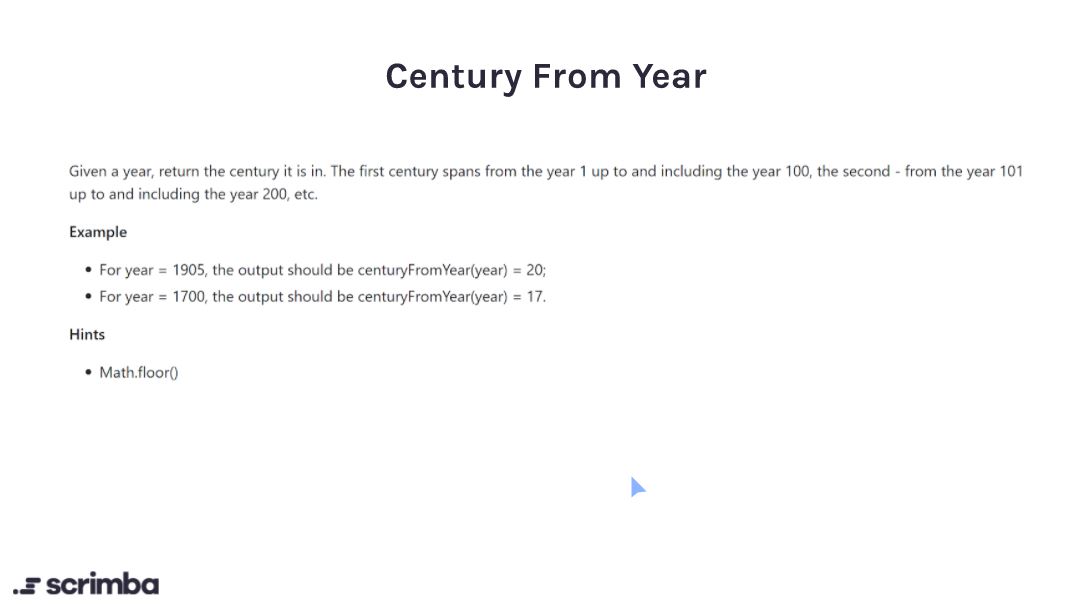 Century From Year
Given a year, return the century it is in. The first century spans from the year 1 up to and including the year 100, the second - from the year 101
up to and including the year 200, etc.
Example
• For year = 1905, the output should be centuryFromYear(year) = 20;
• For year = 1700, the output should be centuryFromYear(year) = 17.
Hints
• Math.floor()
scrimba